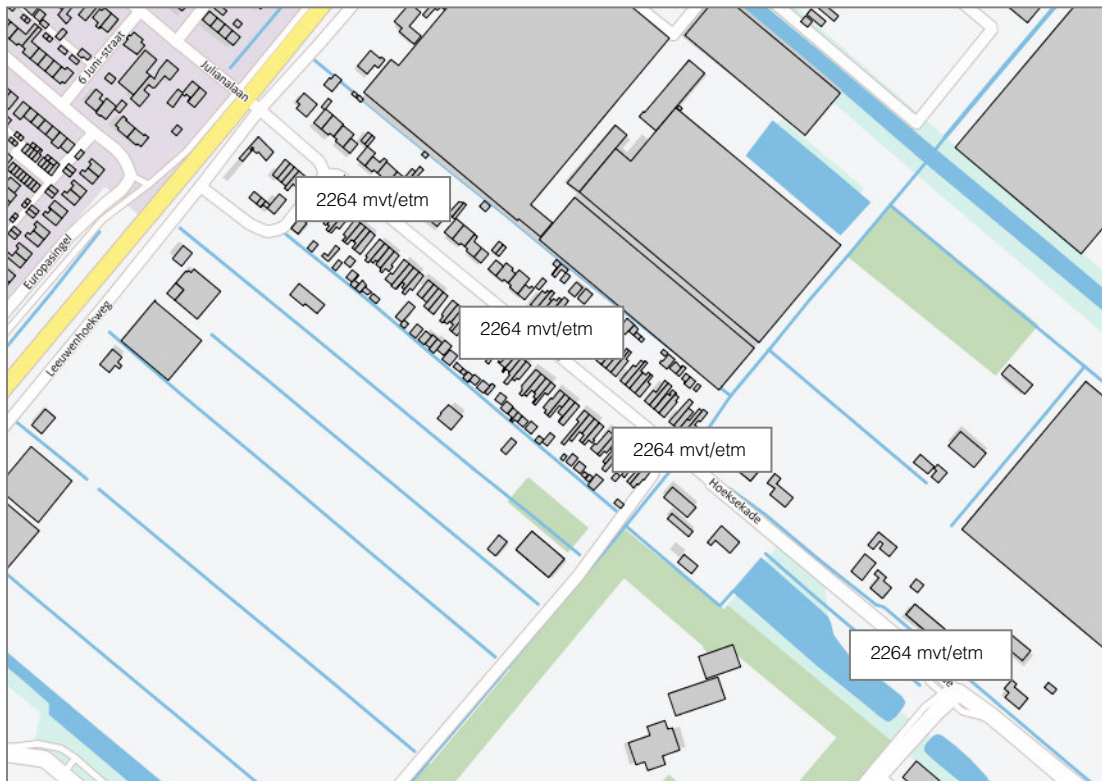 6 Juni-straat
Julianalaan
2264 mvt/etm
Europasingel
Leeuwenhoekweg
2264 mvt/etm
2264 mvt/etm
Hoeksekade
2264 mvt/etm